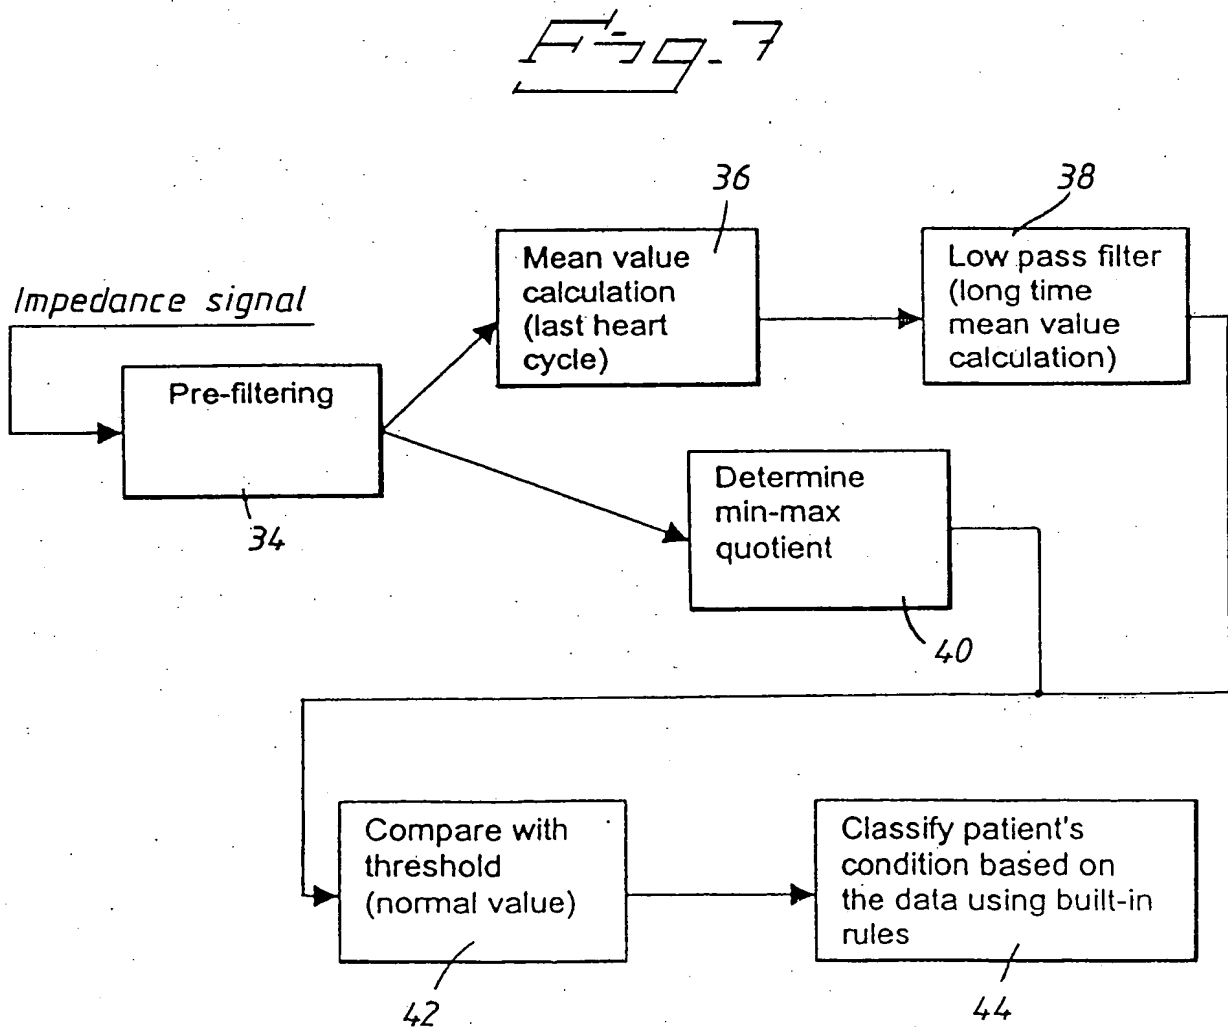 Fig. 7
36
38
Mean value
calculation
(last heart
cycle)
Low pass filter
(long time
mean value
calculation)
Impedance signal
Pre-filtering
34
Determine
min-max
quotient
40
Compare with
threshold
(normal value)
42
Classify patient's
condition based on
the data using built-in
rules
44